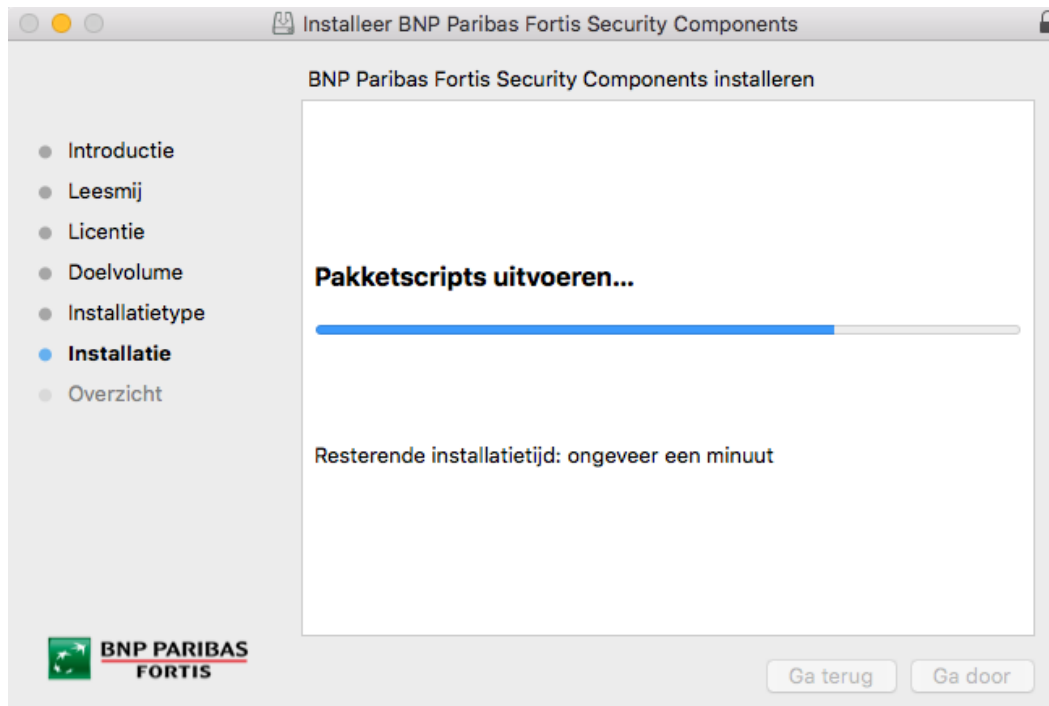 Installeer BNP Paribas Fortis Security Components
BNP Paribas Fortis Security Components installeren
Introductie
Leesmij
Licentie
Doelvolume
Installatietype
Installatie
Overzicht
Pakketscripts uitvoeren...
Resterende installatietijd: ongeveer een minuut
BNP PARIBAS
FORTIS
Ga terug
Ga door